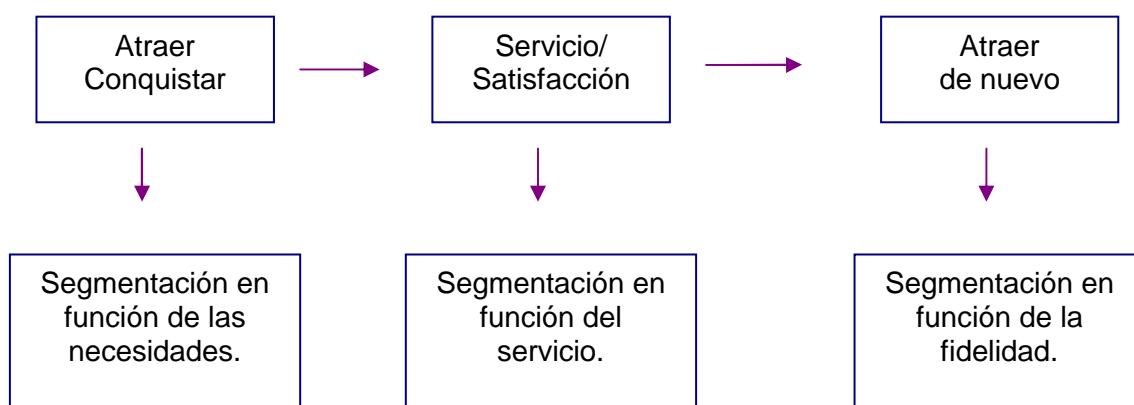 Atraer
Conquistar
Servicio/
Satisfacción
Atraer
de nuevo
Segmentación en
función de las
necesidades.
Segmentación en
función del
servicio.
Segmentación en
función de la
fidelidad.